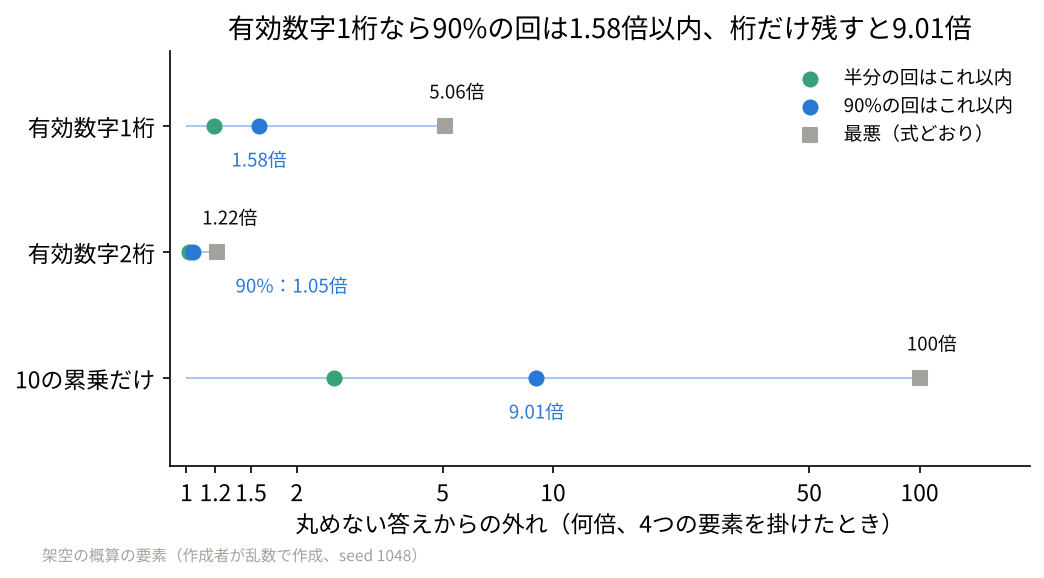 有効数字1桁なら90%の回は1.58倍以内、桁だけ残すと9.01倍
半分の回はこれ以内
90%の回はこれ以内
最悪（式どおり）
有効数字1桁
5.06倍
1.58倍
有効数字2桁
1.22倍
90%：1.05倍
10の累乗だけ
100倍
9.01倍
1 1.2 1.5 2 5 10 50 100
丸めない答えからの外れ（何倍、4つの要素を掛けたとき）
架空の概算の要素（作成者が乱数で作成、seed 1048）